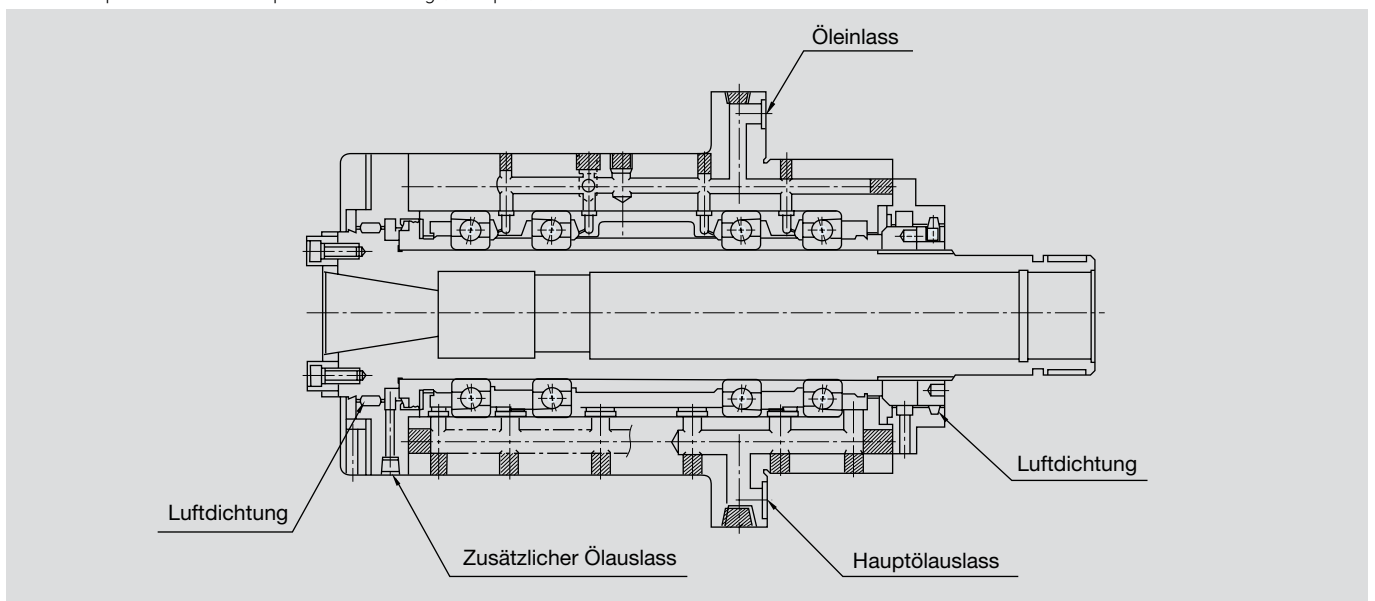 Öleinlass
Luftdichtung
Luftdichtung
Zusätzlicher Ölauslass
Hauptölauslass